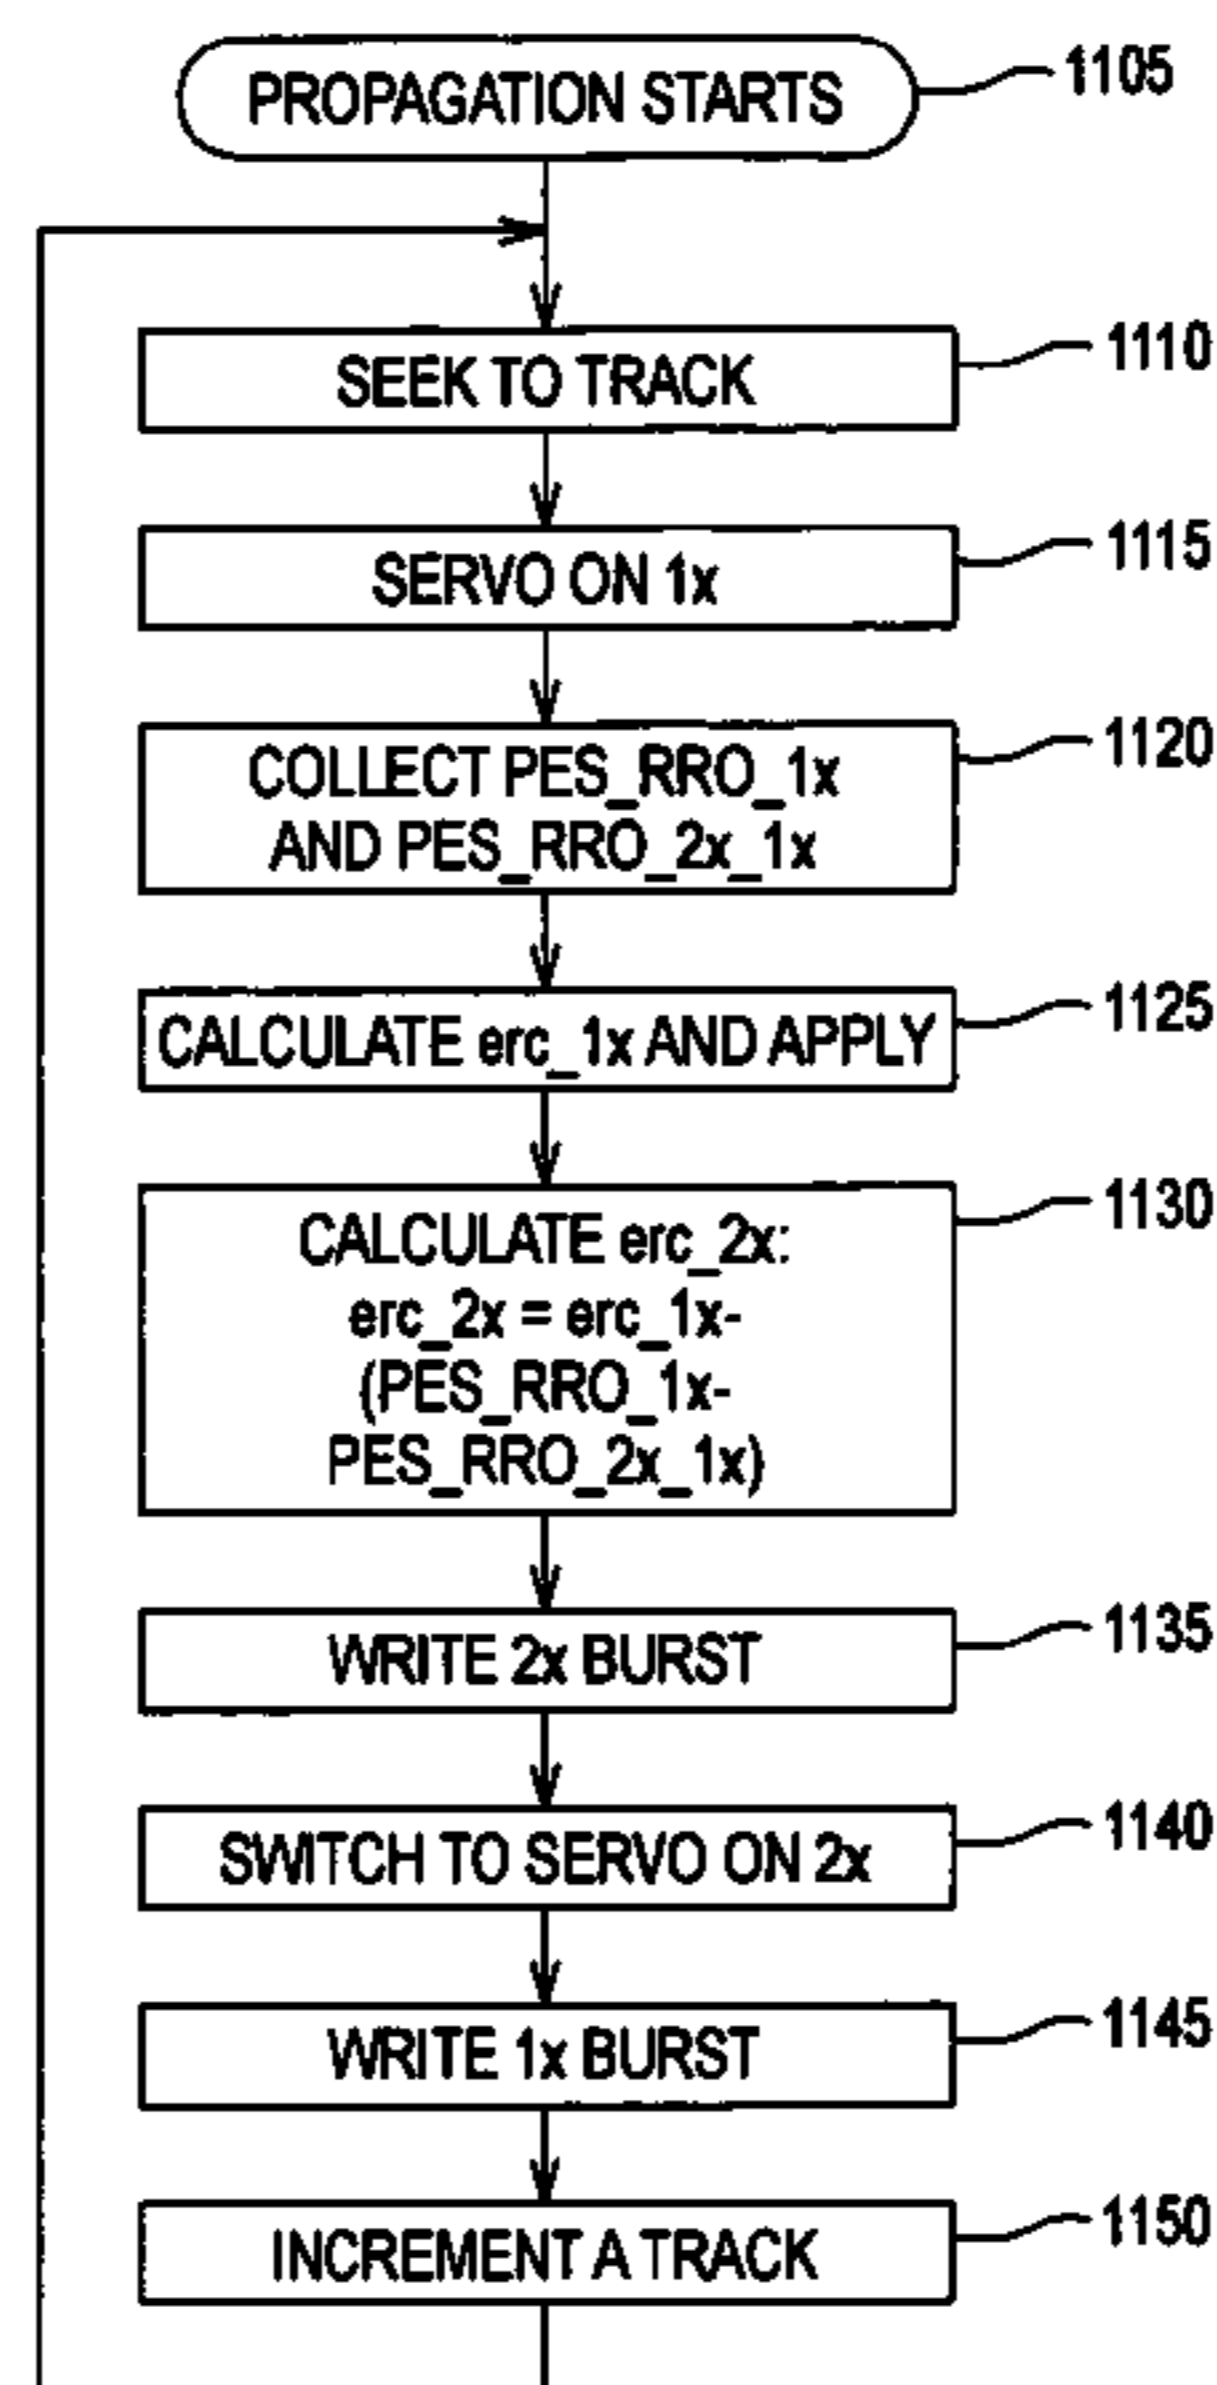 PROPAGATION STARTS
1105
SEEK TO TRACK
1110
SERVO ON 1x
1115
COLLECT PES_RRO_1x
AND PES_RRO_2x_1x
1120
CALCULATE erc_1x AND APPLY
1125
CALCULATE erc_2x:
erc_2x = erc_1x-
(PES_RRO_1x-
PES_RRO_2x_1x)
1130
WRITE 2x BURST
1135
SWITCH TO SERVO ON 2x
1140
WRITE 1x BURST
1145
INCREMENT A TRACK
1150